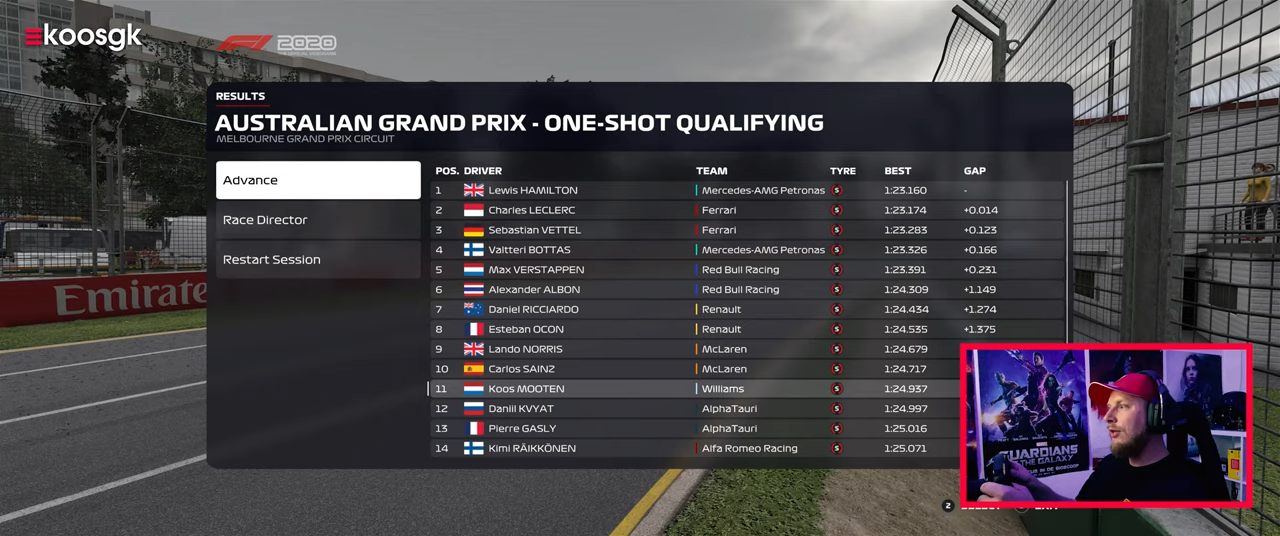 koosgk
F1 2020
RESULTS
AUSTRALIAN GRAND PRIX - ONE-SHOT QUALIFYING
MELBOURNE GRAND PRIX CIRCUIT
Advance
Race Director
Restart Session
POS. DRIVER TEAM TYRE BEST GAP
1 Lewis HAMILTON Mercedes-AMG Petronas S 1:23.160 -
2 Charles LECLERC Ferrari S 1:23.174 +0.014
3 Sebastian VETTEL Ferrari S 1:23.283 +0.123
4 Valtteri BOTTAS Mercedes-AMG Petronas S 1:23.326 +0.166
5 Max VERSTAPPEN Red Bull Racing S 1:23.391 +0.231
6 Alexander ALBON Red Bull Racing S 1:24.309 +1.149
7 Daniel RICCIARDO Renault S 1:24.434 +1.274
8 Esteban OCON Renault S 1:24.535 +1.375
9 Lando NORRIS McLaren S 1:24.679
10 Carlos SAINZ McLaren S 1:24.717
11 Koos MOOTEN Williams S 1:24.937
12 Daniil KVYAT AlphaTauri S 1:24.997
13 Pierre GASLY AlphaTauri S 1:25.016
14 Kimi RÄIKKÖNEN Alfa Romeo Racing S 1:25.071
Emirate
MARVEL
GUARDIANS
OF THE GALAXY
IN DE BIOSCOOP